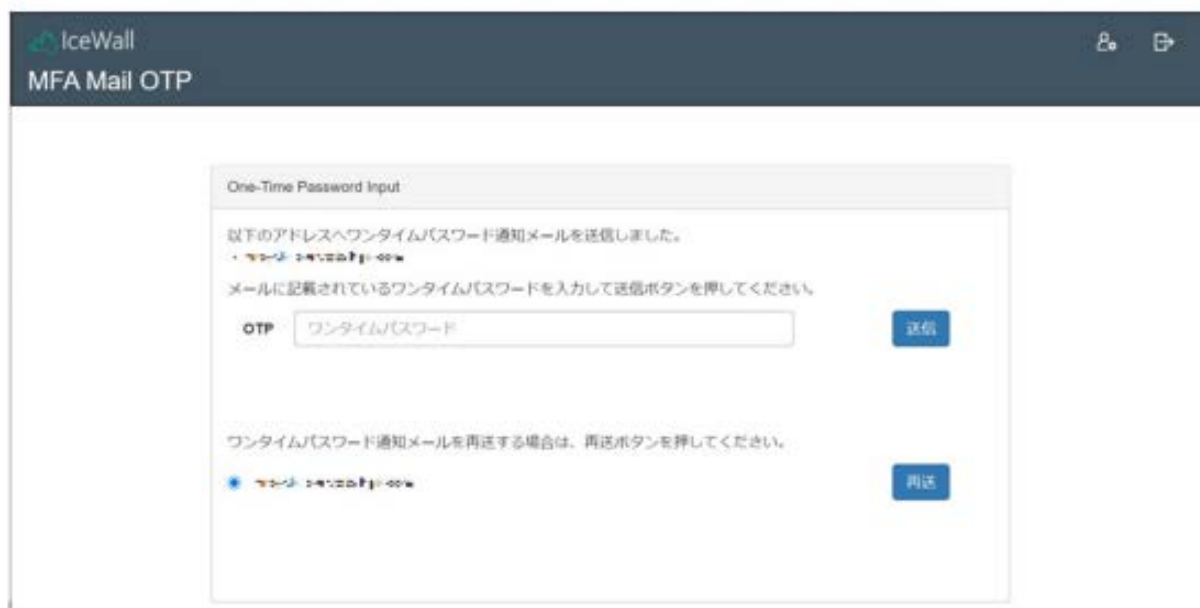 IceWall
MFA Mail OTP
One-Time Password Input
以下のアドレスへワンタイムパスワード通知メールを送信しました。
メールに記載されているワンタイムパスワードを入力して送信ボタンを押してください。
OTP ワンタイムパスワード 送信
ワンタイムパスワード通知メールを再送する場合は、再送ボタンを押してください。
再送